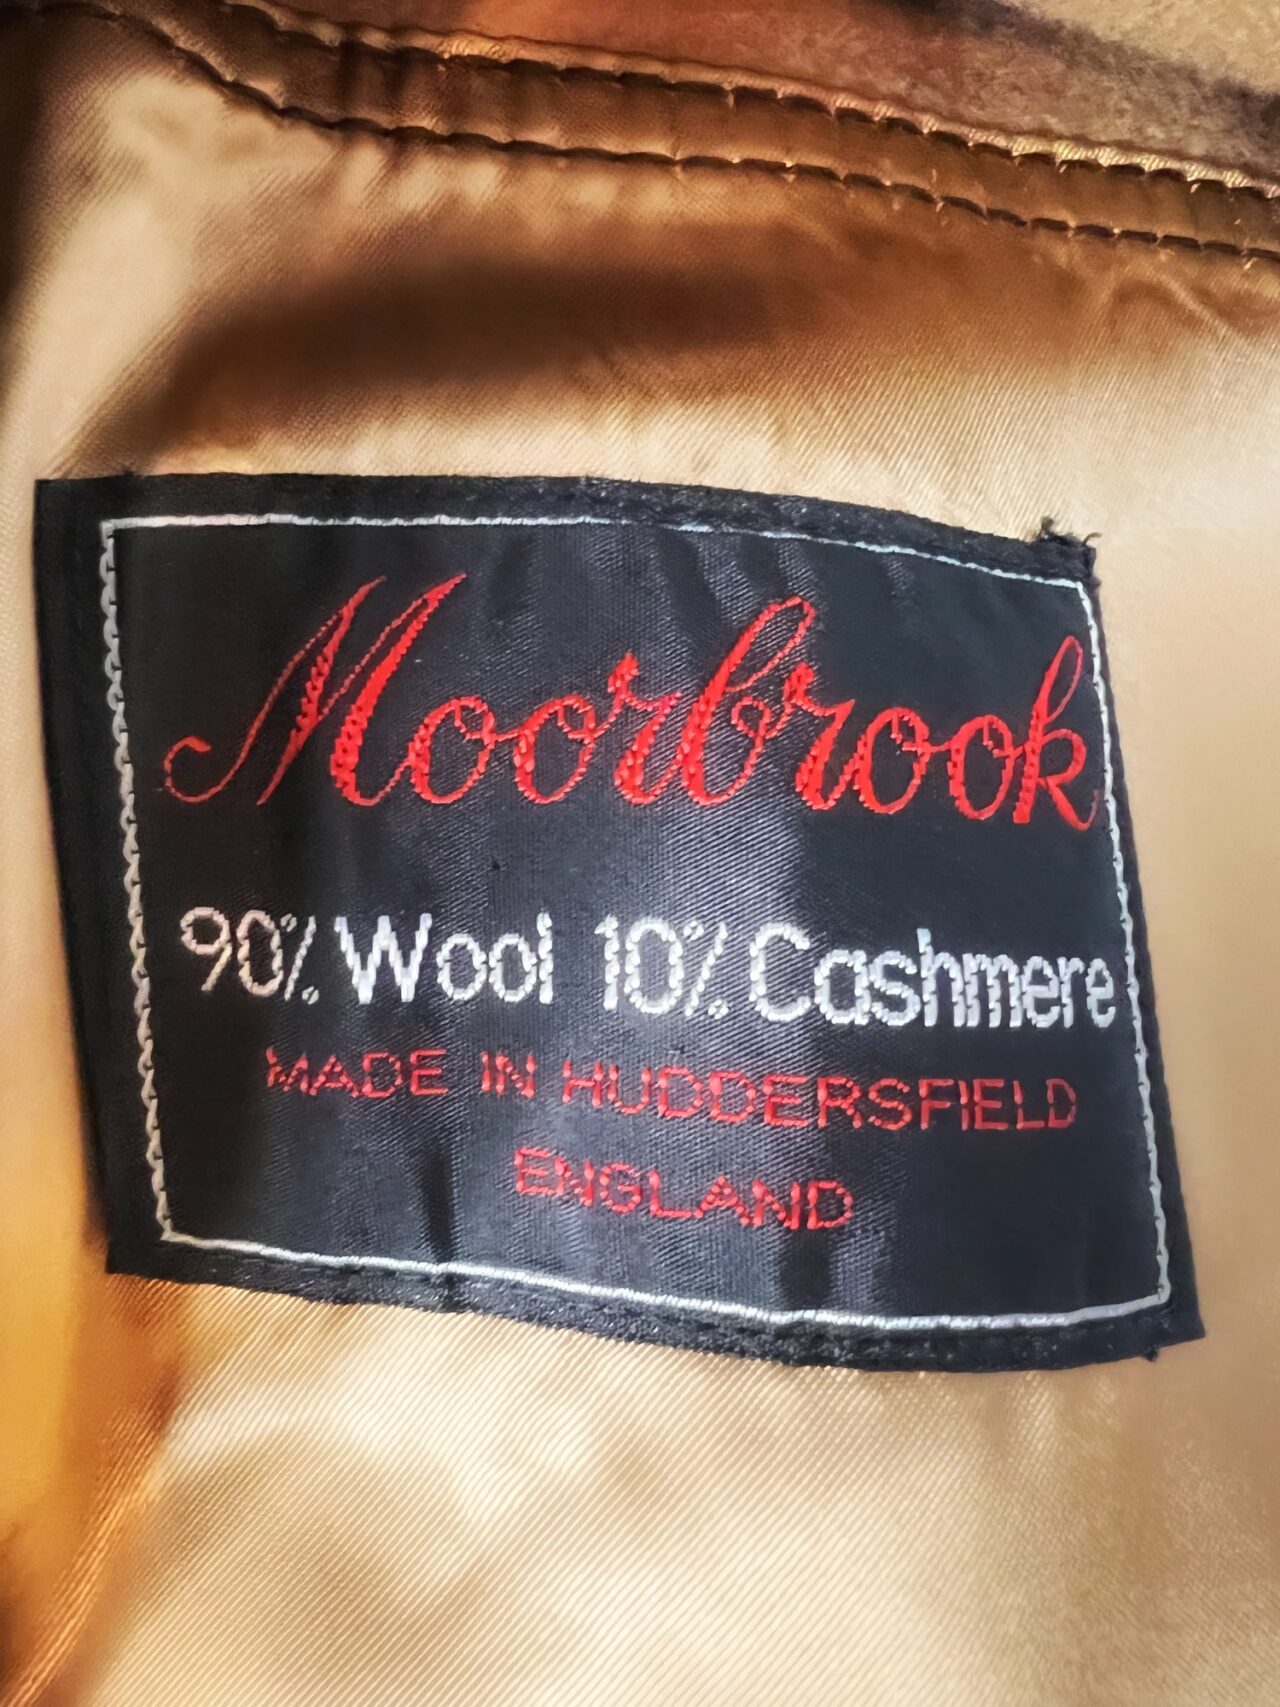 Moorbrook
90% Wool 10% Cashmere
MADE IN HUDDERSFIELD
ENGLAND